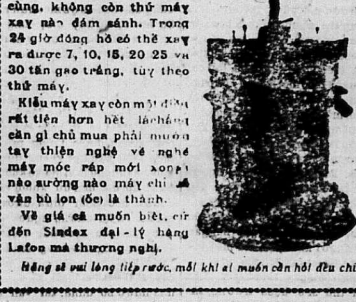 cùng, không còn thứ máy
xay nào đám sánh. Trong
24 giờ đồng hồ có thể xay
ra được 7, 10, 15, 20 25 và
30 tấn gạo trắng, tùy theo
thứ máy.
Kiểu máy xay còn một điều
rất tiện hơn hết là chẳng
cần gì chủ mua phải mướn
tay thiện nghệ về nghề
máy móc ráp mới xong;
nào xưởng nào máy chỉ
vặn bù lon (ốc) là thành.
Về giá cả muốn biết, cứ
đến Sindex đại-lý hãng
Lafon mà thương nghị.
Hãng sẽ vui lòng tiếp rước, mỗi khi ai muốn cần hỏi đều chỉ